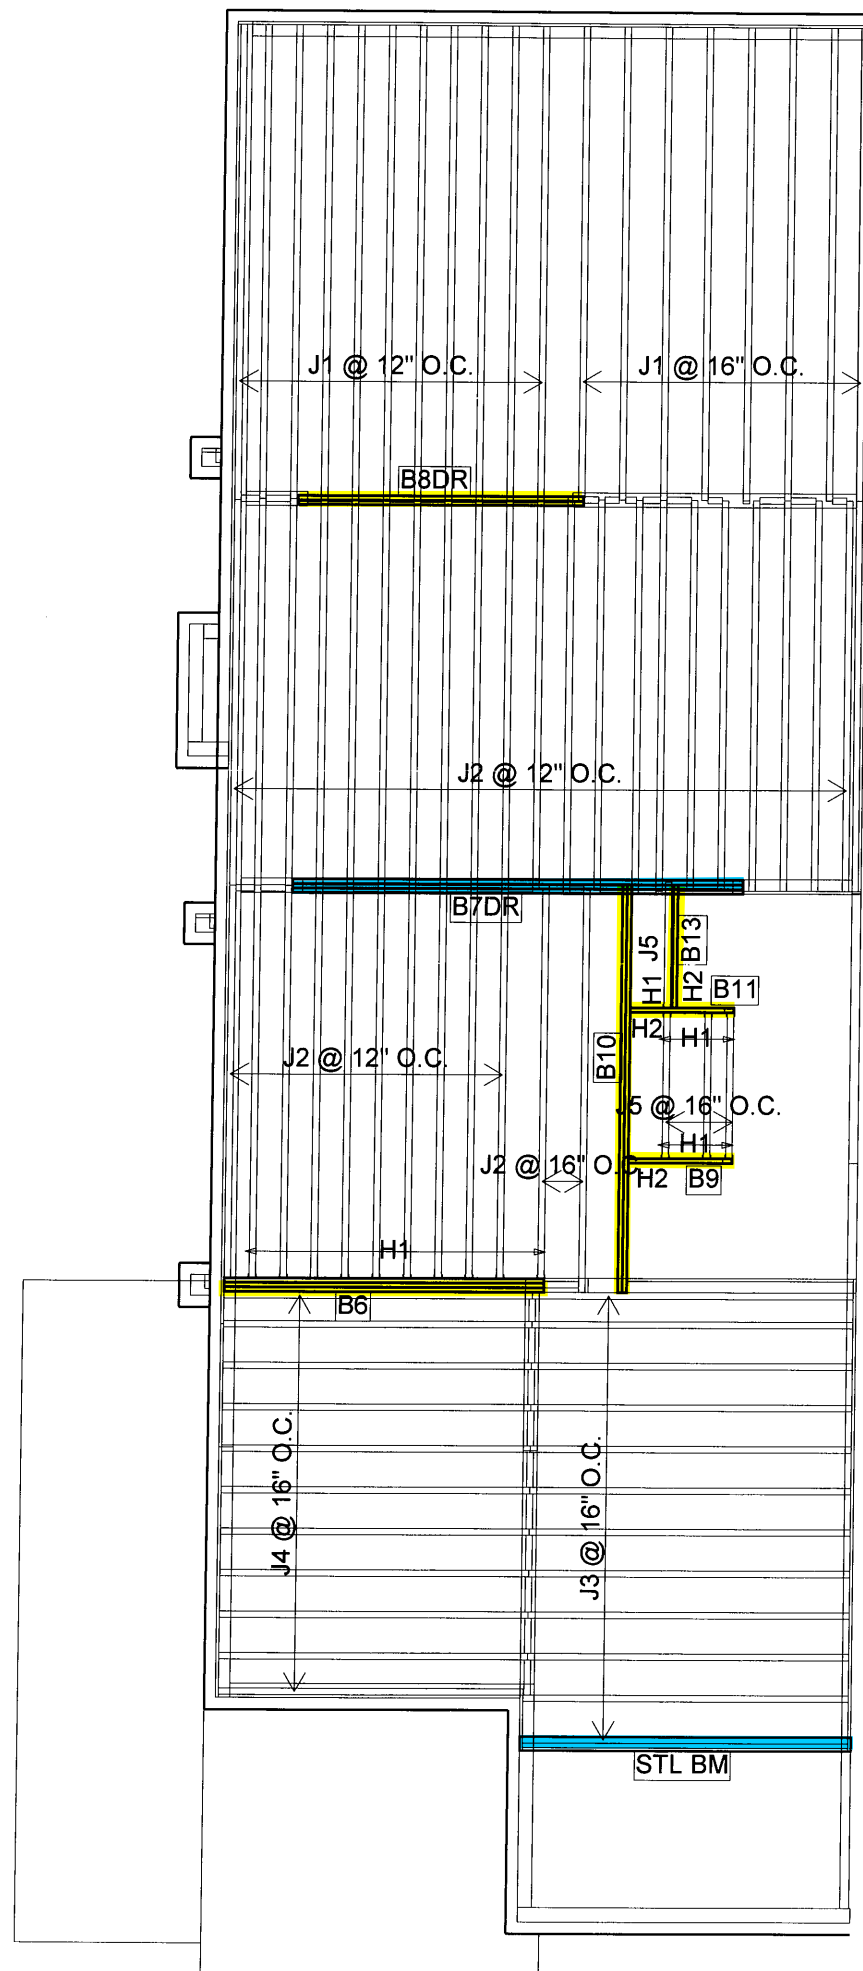 J1 @ 12" O.C.
J1 @ 16" O.C.
B8DR
J2 @ 12" O.C.
B7DR
J5
B13
H1
H2
B11
H2
H1
B10
J2 @ 12" O.C.
J5 @ 16" O.C.
H1
J2 @ 16" O.C.
H2
B9
H1
B6
J4 @ 16" O.C.
J3 @ 16" O.C.
STL BM